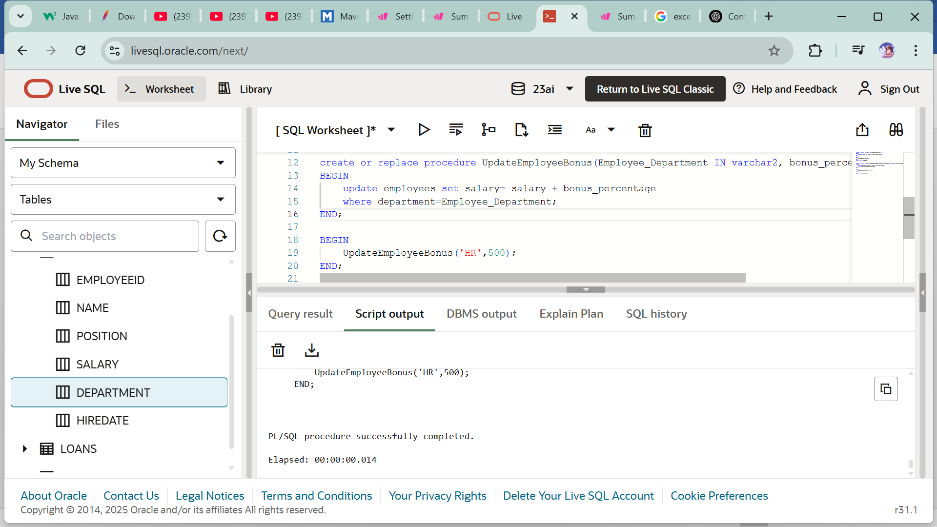 Java
Dow
(239
(239
(239
Mav
Setti
Sum
Live
Sum
exce
Con
livesql.oracle.com/next/
Live SQL
Worksheet
Library
23ai
Return to Live SQL Classic
Help and Feedback
Sign Out
Navigator
Files
My Schema
Tables
Search objects
EMPLOYEEID
NAME
POSITION
SALARY
DEPARTMENT
HIREDATE
LOANS
[ SQL Worksheet ]*
Aa
12 create or replace procedure UpdateEmployeeBonus(Employee_Department IN varchar2, bonus_perce
13 BEGIN
14 update employees set salary= salary + bonus_percentage
15 where department=Employee_Department;
16 END;
17
18 BEGIN
19 UpdateEmployeeBonus('HR',500);
20 END;
21
Query result
Script output
DBMS output
Explain Plan
SQL history
UpdateEmployeeBonus('HR',500);
END;
PL/SQL procedure successfully completed.
Elapsed: 00:00:00.014
About Oracle
Contact Us
Legal Notices
Terms and Conditions
Your Privacy Rights
Delete Your Live SQL Account
Cookie Preferences
Copyright © 2014, 2025 Oracle and/or its affiliates All rights reserved.
r31.1